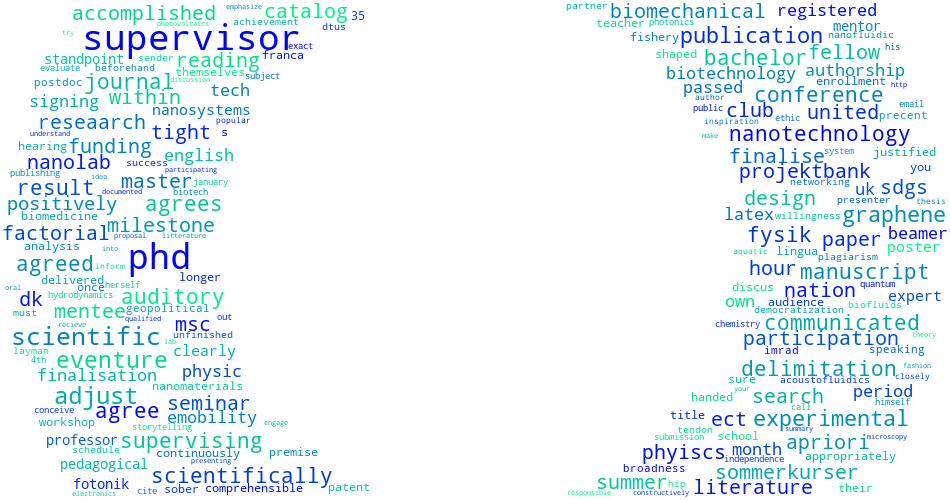 emphasize
accomplished
catalog
35
photovoltaics
achievement
dtus
try
supervisor
exact
standpoint
sender
reading
franca
evaluate
beforehand
themselves
subject
discussion
postdoc
journal
tech
signing
within
nanosystems
popular
reseaarch
tight
s
understand
hearing
funding
english
nanolab
success
participating
publishing
idea
master
january
result
documented
biotech
positively
agrees
biomedicine
milestone
factorial
proposal
litterature
analysis
into
phd
agreed
inform
longer
oral
delivered
once
herself
dk
hydrodynamics
auditory
must
mentee
geopolitical
qualified
out
recieve
msc
scientific
unfinished
lab
layman
clearly
4th
eventure
physic
finalisation
nanomaterials
adjust
seminar
conceive
agree
emobility
workshop
storytelling
engage
professor
supervising
schedule
continuously
premise
pedagogical
presenting
scientifically
fotonik
electronics
cite
sober
comprehensible
patent
partner
biomechanical
registered
teacher
photonics
mentor
fishery
publication
nanofluidic
his
shaped
bachelor
fellow
biotechnology
authorship
passed
enrollment
http
author
conference
public
club
united
email
inspiration
ethic
precent
make
nanotechnology
finalise
system
justified
projektbank
you
networking
uk
sdgs
design
presenter
thesis
latex
willingness
graphene
fysik
paper
beamer
aquatic
lingua
poster
plagiarism
hour
manuscript
discus
nation
quantum
own
audience
expert
democratization
biofluids
chemistry
communicated
participation
theory
imrad
speaking
delimitation
fashion
sure
acoustofluidics
closely
your
handed
search
period
call
himself
title
ect
experimental
tendon
summary
submission
school
apriori
microscopy
phyiscs
month
independence
appropriately
broadness
sommerkurser
summer
hip
literature
their
responsible
constructively